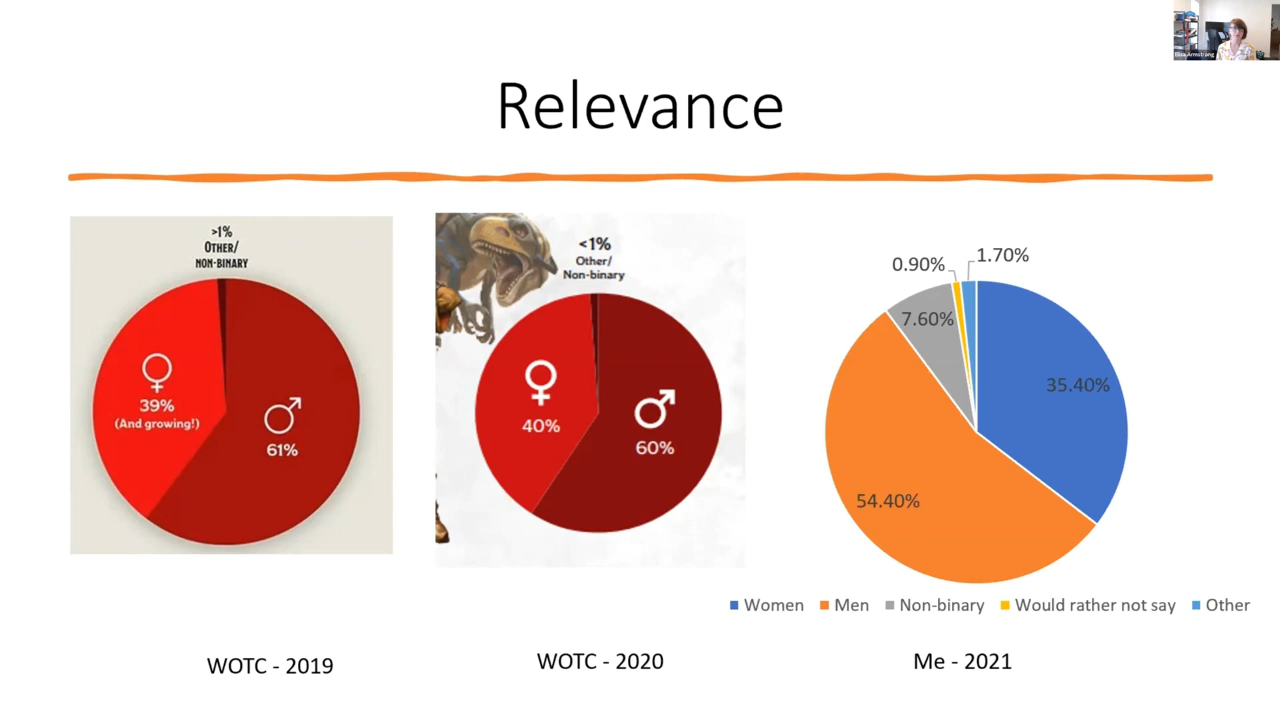 Elisa Armstrong
Relevance
>1%
OTHER/
NON-BINARY
♀
39%
(And growing!)
♂
61%
<1%
Other/
Non-binary
♀
40%
♂
60%
0.90%
1.70%
7.60%
35.40%
54.40%
Women Men Non-binary Would rather not say Other
WOTC - 2019
WOTC - 2020
Me - 2021